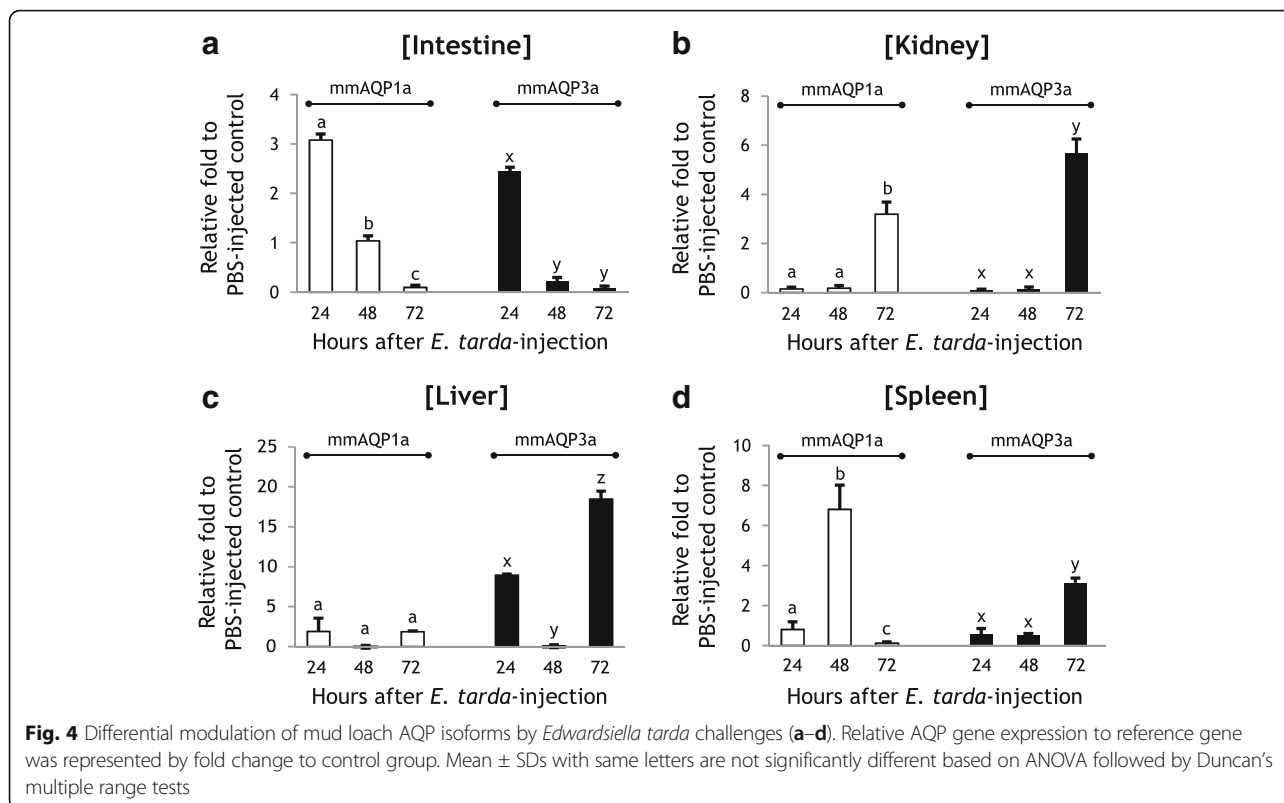 a [Intestine]
mmAQP1a mmAQP3a
Relative fold to
PBS-injected control
4
3
2
1
0
a b c x y y
24 48 72 24 48 72
Hours after E. tarda-injection
b [Kidney]
mmAQP1a mmAQP3a
Relative fold to
PBS-injected control
8
6
4
2
0
a a b x x y
24 48 72 24 48 72
Hours after E. tarda-injection
c [Liver]
mmAQP1a mmAQP3a
Relative fold to
PBS-injected control
25
20
15
10
5
0
a a a x y z
24 48 72 24 48 72
Hours after E. tarda-injection
d [Spleen]
mmAQP1a mmAQP3a
Relative fold to
PBS-injected control
10
8
6
4
2
0
a b c x x y
24 48 72 24 48 72
Hours after E. tarda-injection
Fig. 4 Differential modulation of mud loach AQP isoforms by Edwardsiella tarda challenges (a–d). Relative AQP gene expression to reference gene
was represented by fold change to control group. Mean ± SDs with same letters are not significantly different based on ANOVA followed by Duncan's
multiple range tests